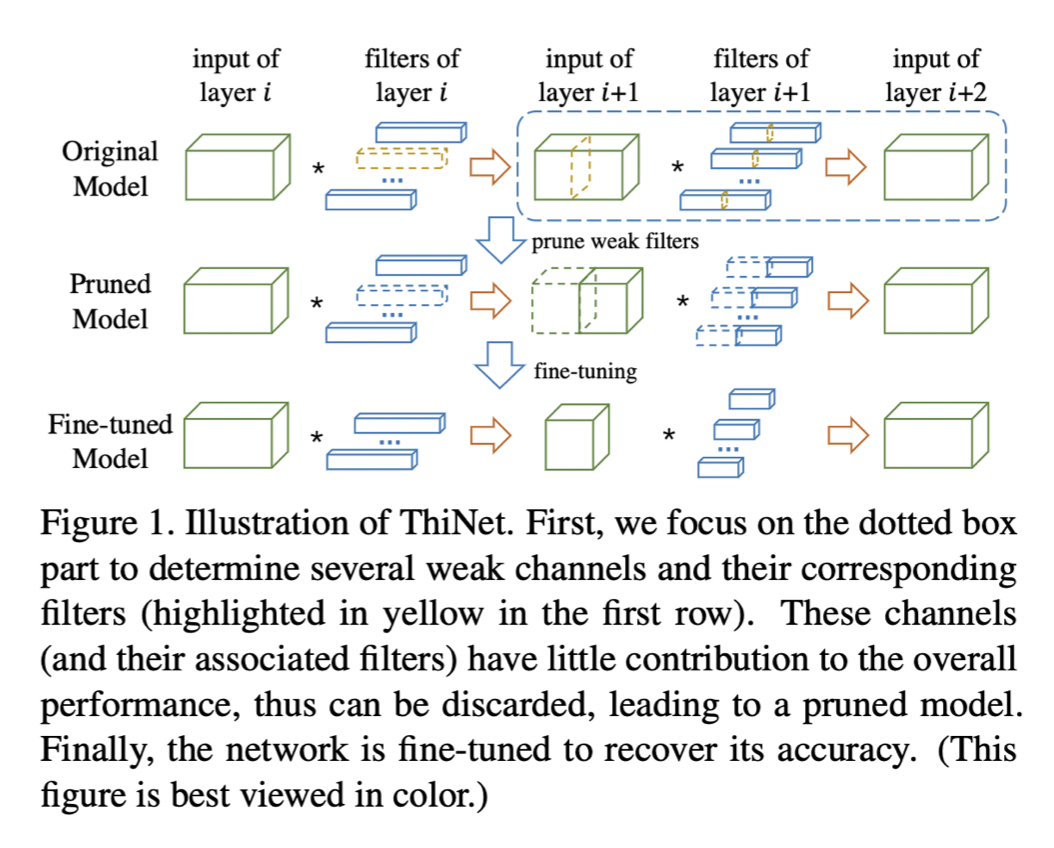 input of layer i
filters of layer i
input of layer i+1
filters of layer i+1
input of layer i+2
Original Model
*
...
*
...
prune weak filters
Pruned Model
*
...
*
...
fine-tuning
Fine-tuned Model
*
...
*
...
Figure 1. Illustration of ThiNet. First, we focus on the dotted box
part to determine several weak channels and their corresponding
filters (highlighted in yellow in the first row). These channels
(and their associated filters) have little contribution to the overall
performance, thus can be discarded, leading to a pruned model.
Finally, the network is fine-tuned to recover its accuracy. (This
figure is best viewed in color.)